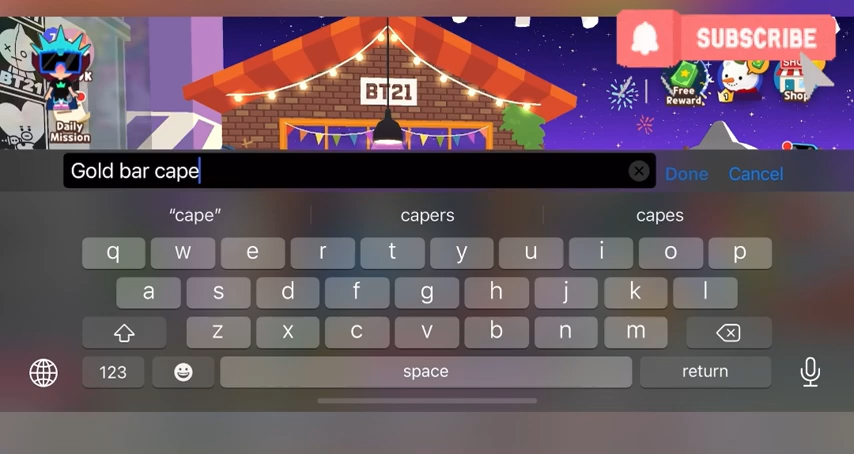 BT21
SUBSCRIBE
BT21
K
Daily
Mission
Free
Reward
SHOP
Shop
Gold bar cape
Done
Cancel
“cape”
capers
capes
q w e r t y u i o p
a s d f g h j k l
z x c v b n m
123
space
return